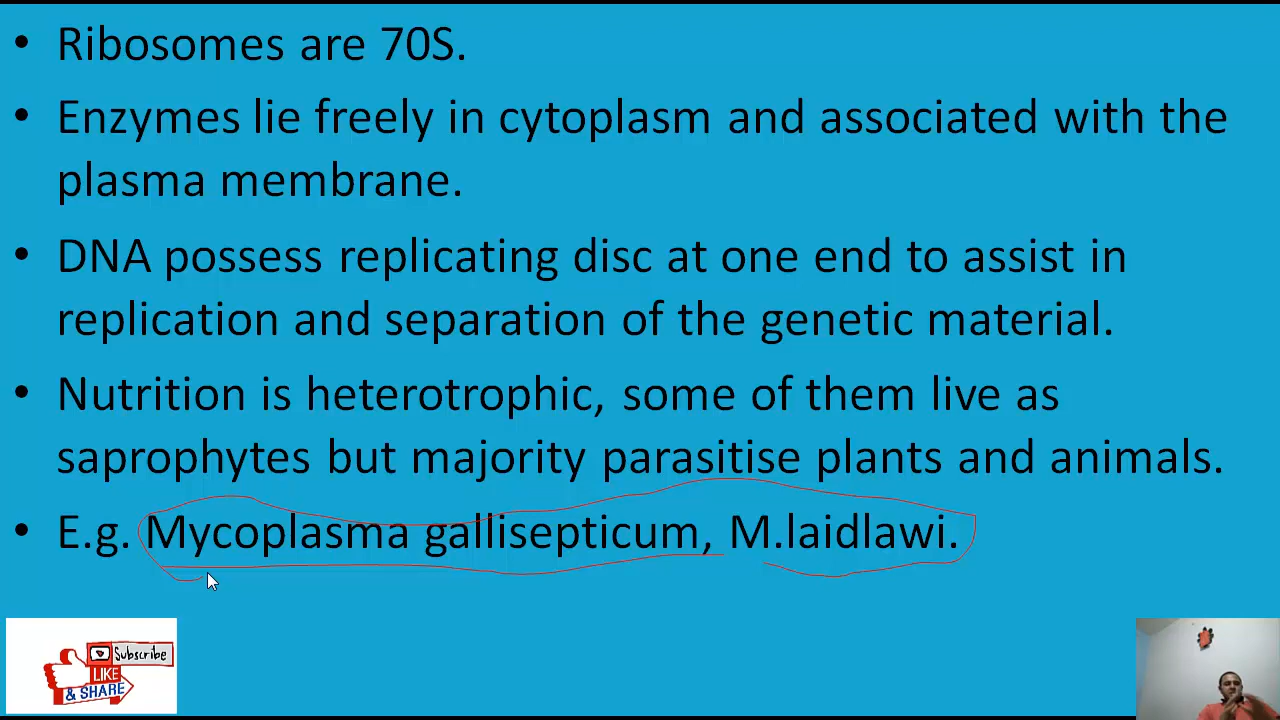 • Ribosomes are 70S.
• Enzymes lie freely in cytoplasm and associated with the
plasma membrane.
• DNA possess replicating disc at one end to assist in
replication and separation of the genetic material.
• Nutrition is heterotrophic, some of them live as
saprophytes but majority parasitise plants and animals.
• E.g. Mycoplasma gallisepticum, M.laidlawi.
Subscribe
LIKE
& SHARE